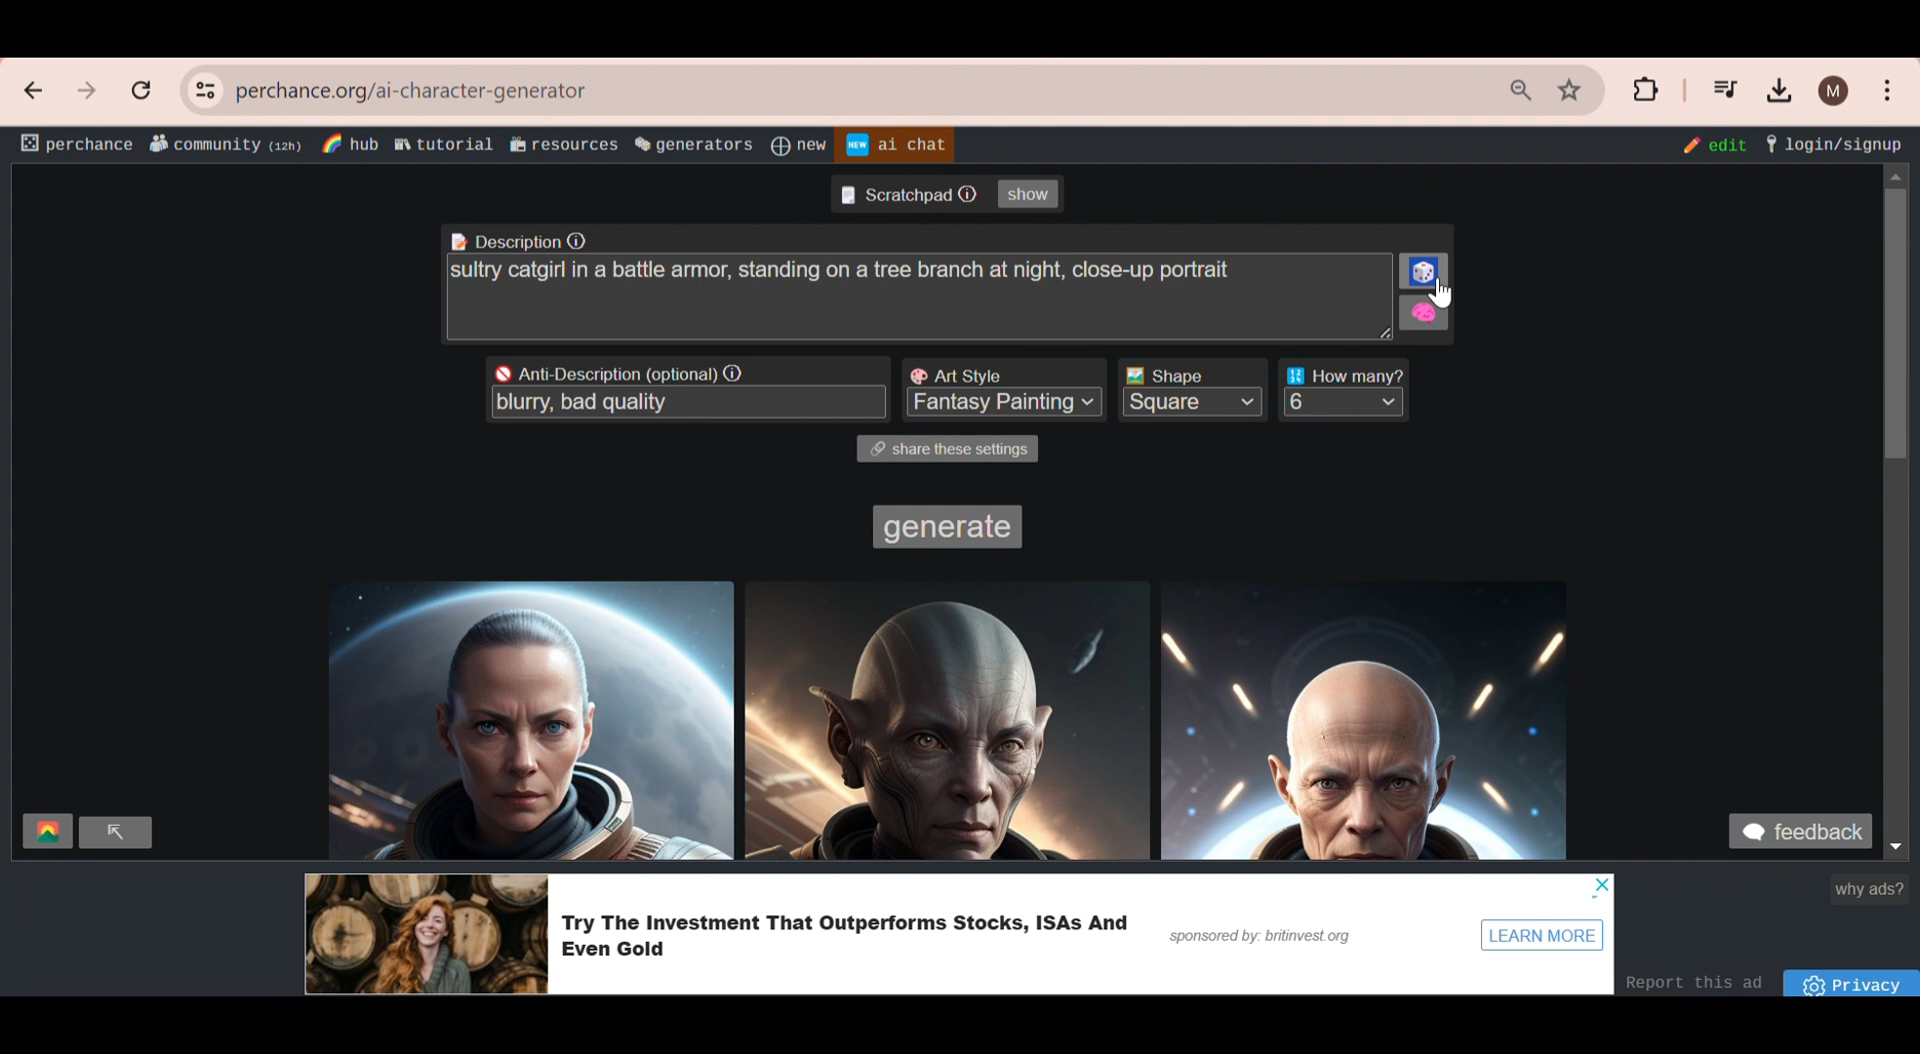 perchance.org/ai-character-generator
M
perchance community (12h) hub tutorial resources generators new NEW ai chat edit login/signup
Scratchpad show
Description
sultry catgirl in a battle armor, standing on a tree branch at night, close-up portrait
Anti-Description (optional) Art Style Shape How many?
blurry, bad quality Fantasy Painting Square 6
share these settings
generate
feedback
why ads?
Try The Investment That Outperforms Stocks, ISAs And
Even Gold
sponsored by: britinvest.org
LEARN MORE
Report this ad
Privacy